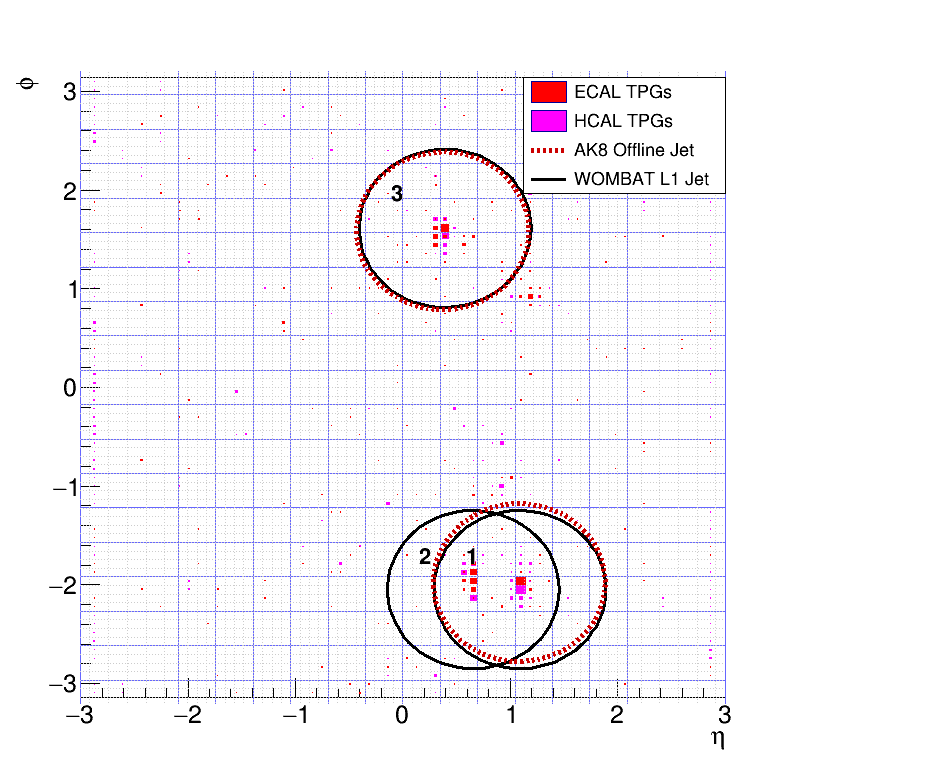 φ
3
2
1
0
−1
−2
−3
ECAL TPGs
HCAL TPGs
AK8 Offline Jet
WOMBAT L1 Jet
3
2 1
−3 −2 −1 0 1 2 3
η